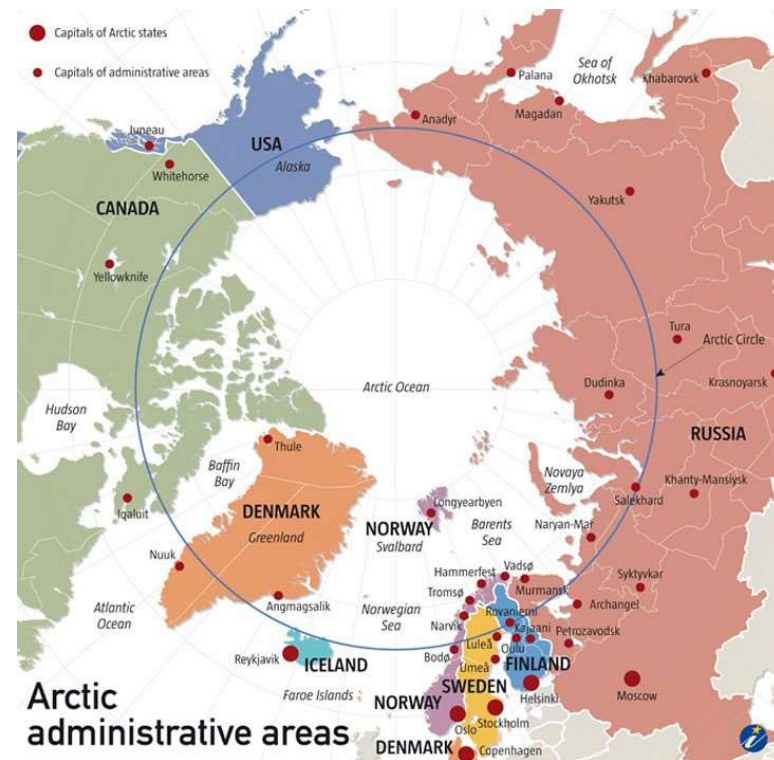 Capitals of Arctic states
Capitals of administrative areas
Palana
Sea of
Okhotsk
Khabarovsk
Magadan
Anadyr
Juneau
USA
Alaska
Whitehorse
CANADA
Yakutsk
Yellowknife
Tura
Arctic Circle
Arctic Ocean
Dudinka
Krasnoyarsk
Hudson
Bay
RUSSIA
Thule
Baffin
Bay
Novaya
Zemlya
Khanty-Mansiysk
Salekhard
Iqaluit
DENMARK
Greenland
Longyearbyen
NORWAY
Svalbard
Barents
Sea
Naryan-Mar
Nuuk
Hammerfest
Vadsø
Syktyvkar
Tromsø
Murmansk
Angmagsalik
Atlantic
Ocean
Norwegian
Sea
Rovaniemi
Archangel
Narvik
Kajaani
Luleå
Oulu
Petrozavodsk
Reykjavik
ICELAND
Bodø
Umeå
FINLAND
Faroe Islands
SWEDEN
Helsinki
Moscow
NORWAY
Oslo
Stockholm
DENMARK
Copenhagen
Arctic
administrative areas
i